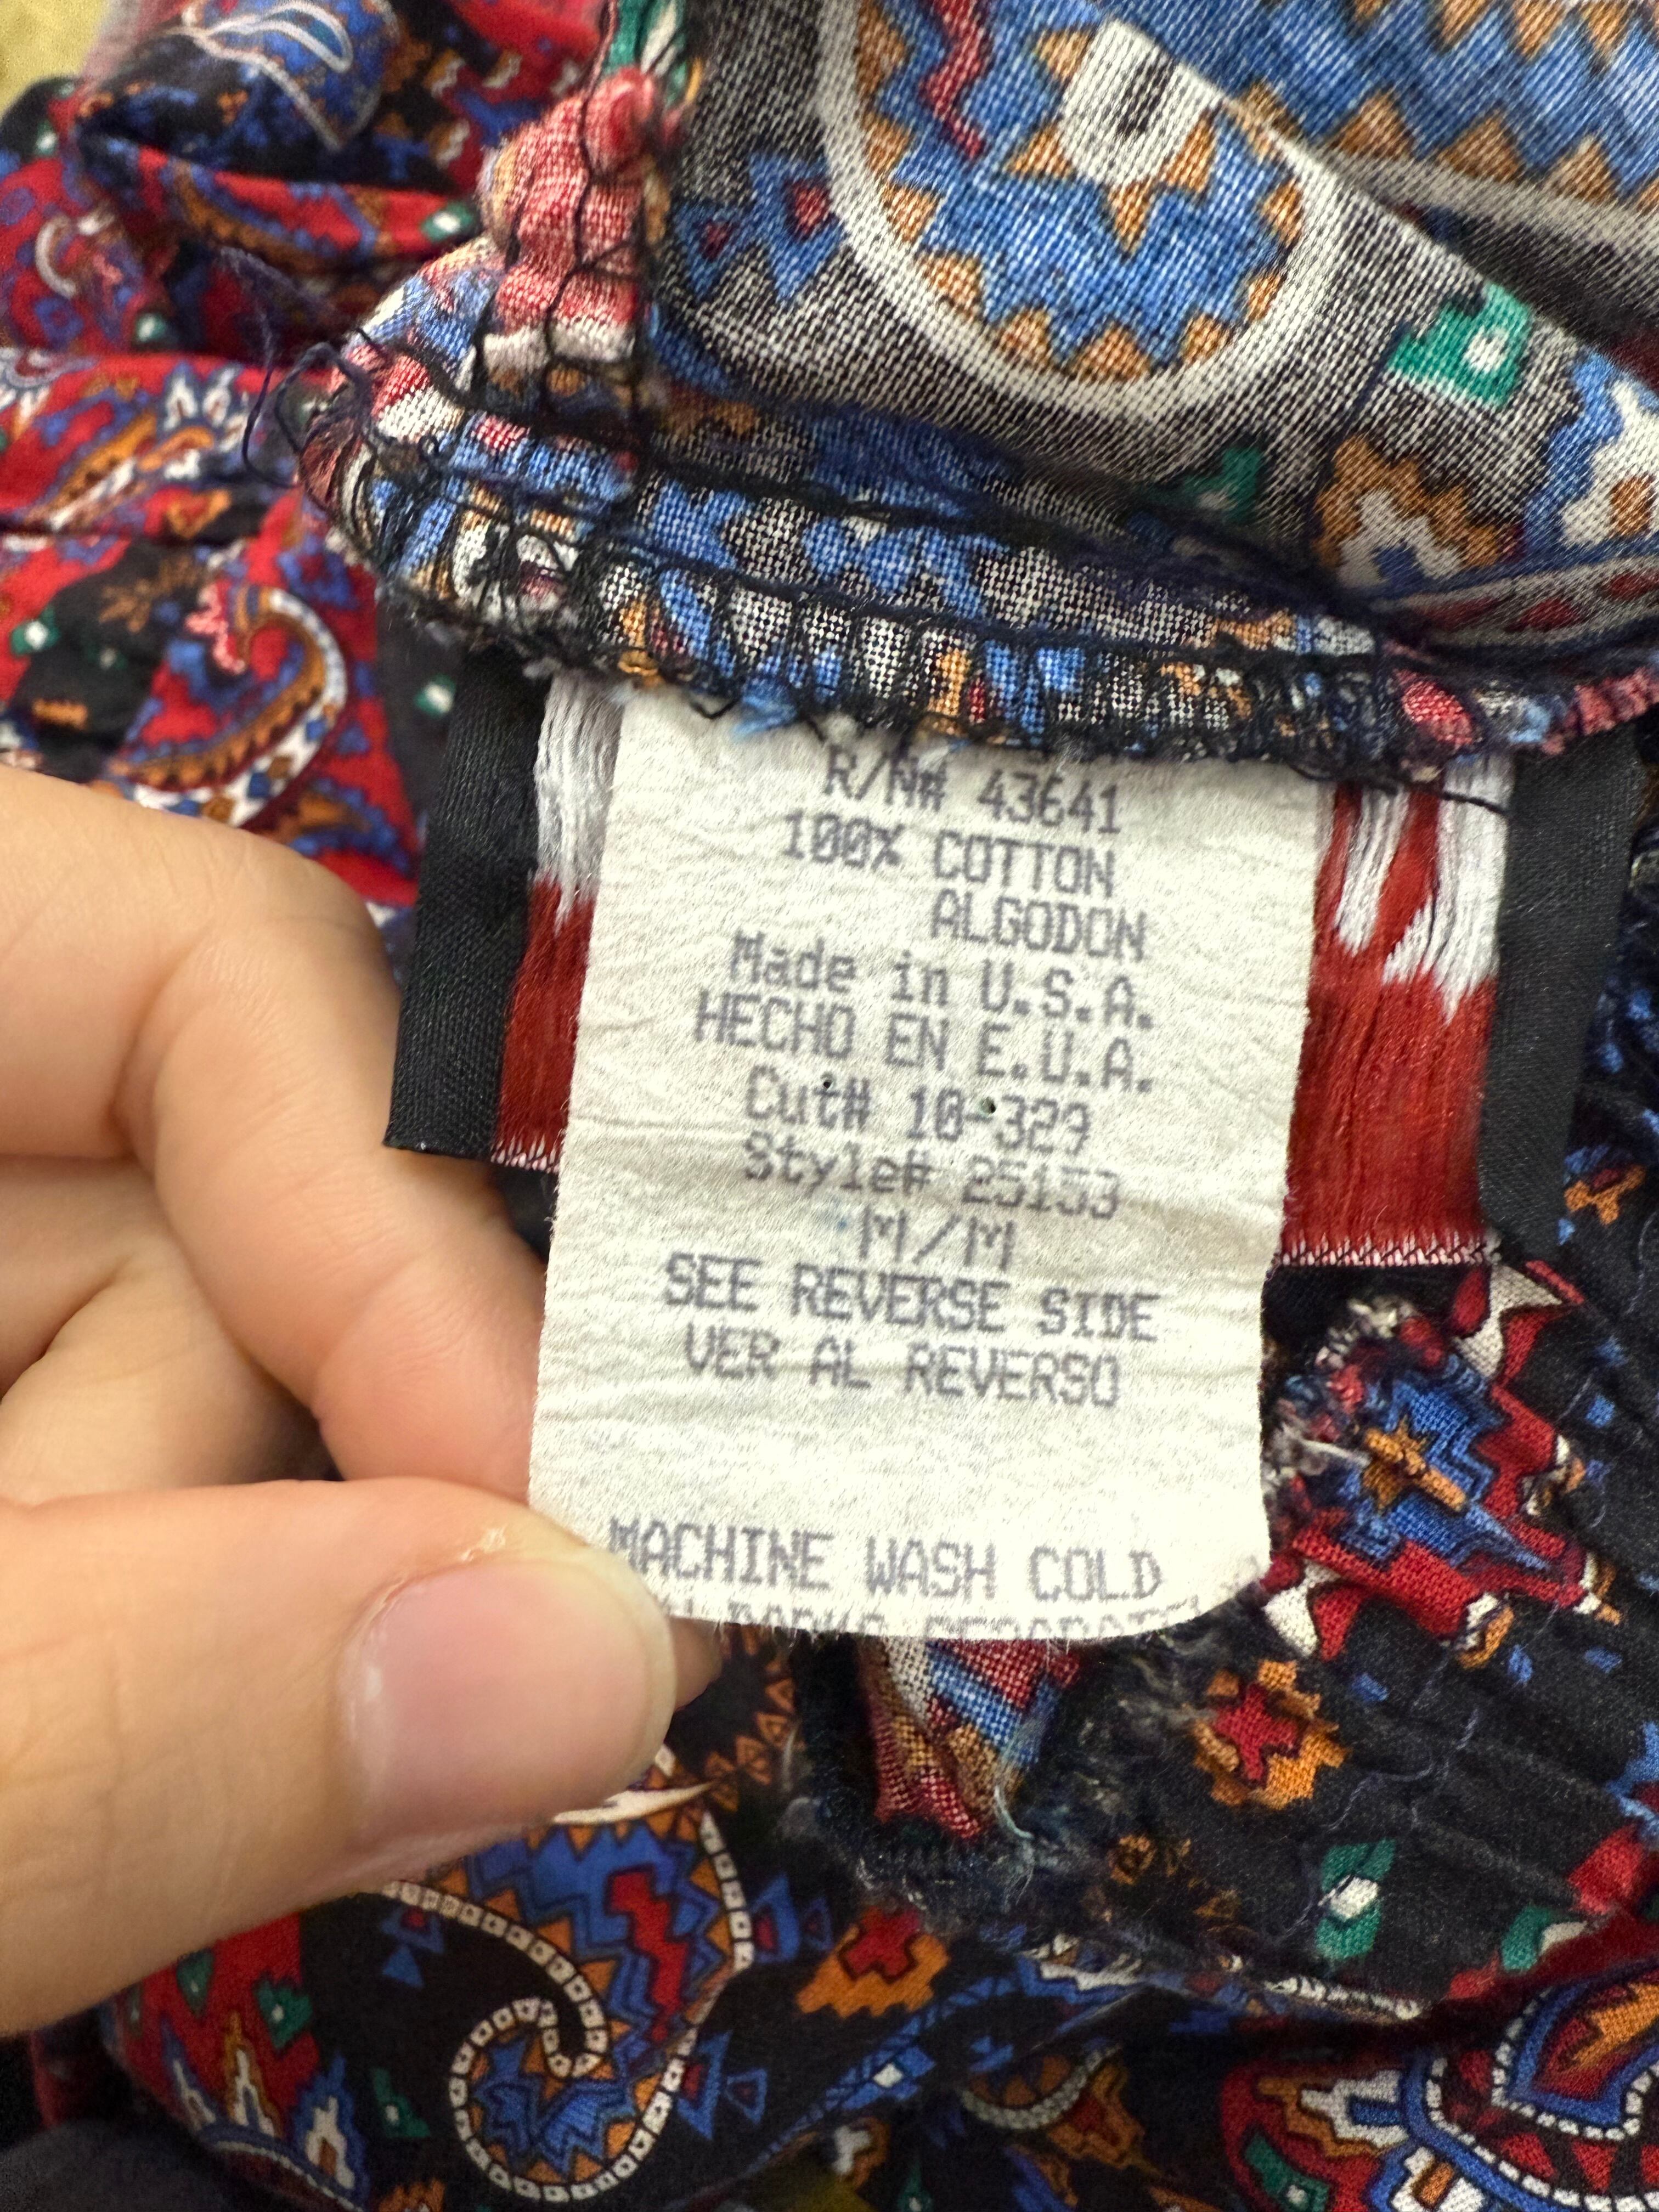 R/N# 43641
100% COTTON
ALGODON
Made in U.S.A.
HECHO EN E.U.A.
Cut# 10-329
Style# 25153
M/M
SEE REVERSE SIDE
VER AL REVERSO
MACHINE WASH COLD